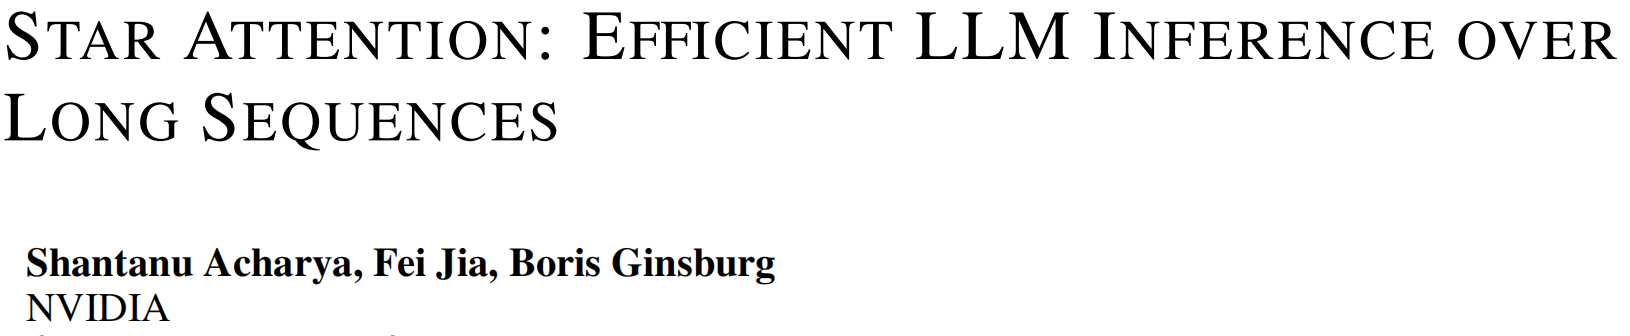 STAR ATTENTION: EFFICIENT LLM INFERENCE OVER
LONG SEQUENCES
Shantanu Acharya, Fei Jia, Boris Ginsburg
NVIDIA